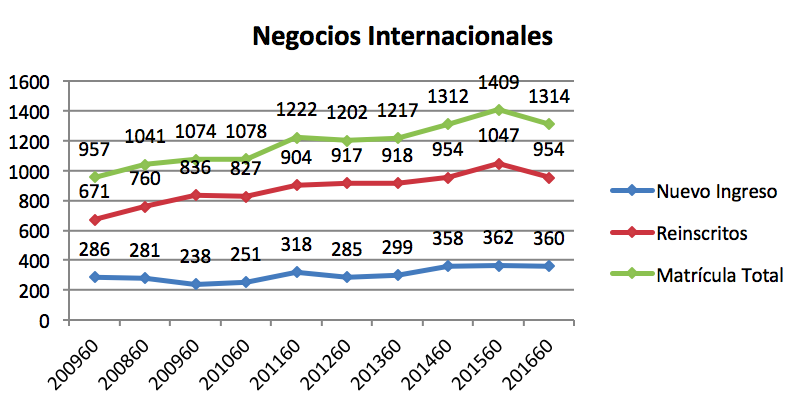 Negocios Internacionales
1600
1400
1200
1000
800
600
400
200
0
957 1041 1074 1078 1222 1202 1217 1312 1409 1314
671 760 836 827 904 917 918 954 1047 954
286 281 238 251 318 285 299 358 362 360
200960 200860 200960 201060 201160 201260 201360 201460 201560 201660
Nuevo Ingreso
Reinscritos
Matrícula Total